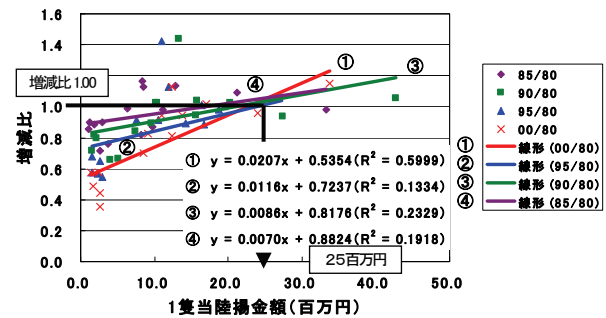 1.6
1.4
1.2
1.0
0.8
0.6
0.4
0.2
0.0
増減比
増減比 1.00
①
③
④
②
① y = 0.0207x + 0.5354(R² = 0.5999)
② y = 0.0116x + 0.7237(R² = 0.1334)
③ y = 0.0086x + 0.8176(R² = 0.2329)
④ y = 0.0070x + 0.8824(R² = 0.1918)
25百万円
0.0 10.0 20.0 30.0 40.0 50.0
1隻当陸揚金額(百万円)
85/80
90/80
95/80
00/80
線形 (00/80) ①
線形 (95/80) ②
線形 (90/80) ③
線形 (85/80) ④